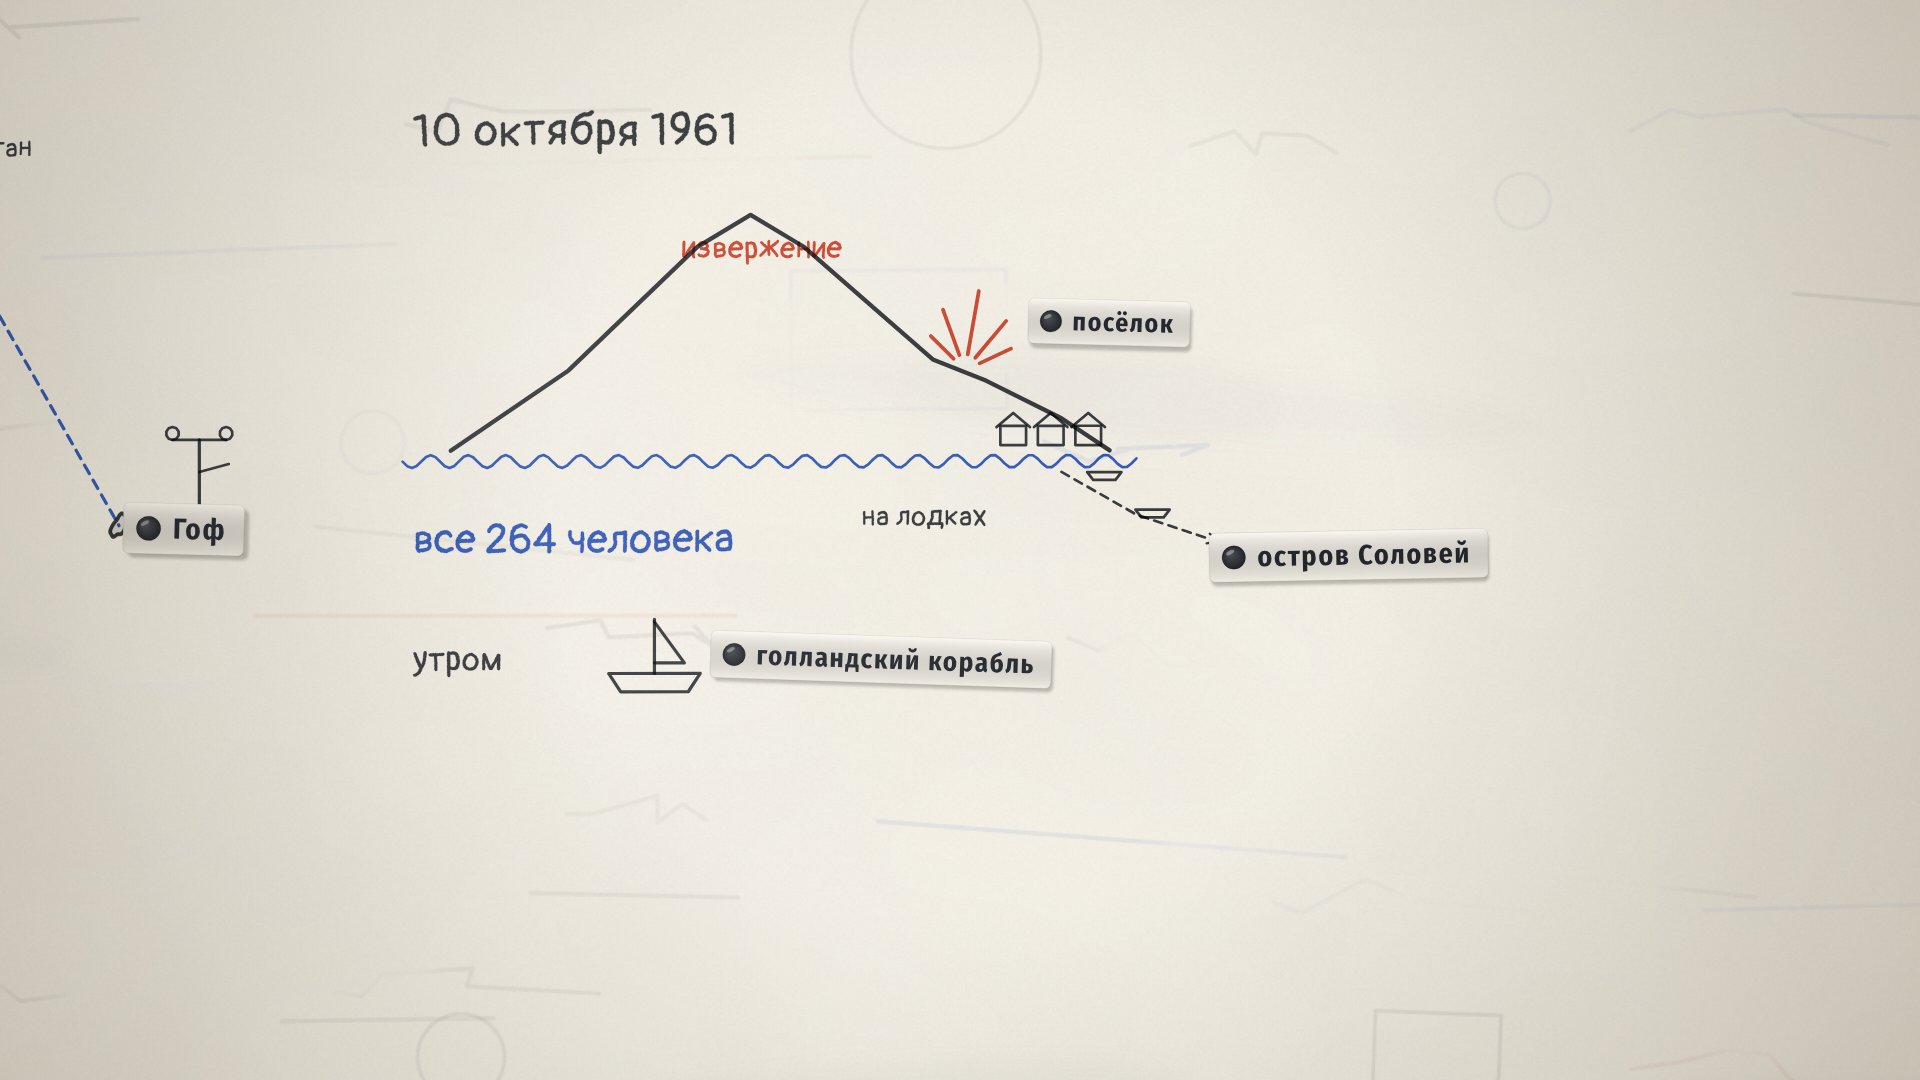 10 октября 1961
ган
извержение
посёлок
Гоф
на лодках
все 264 человека
остров Соловей
утром
голландский корабль